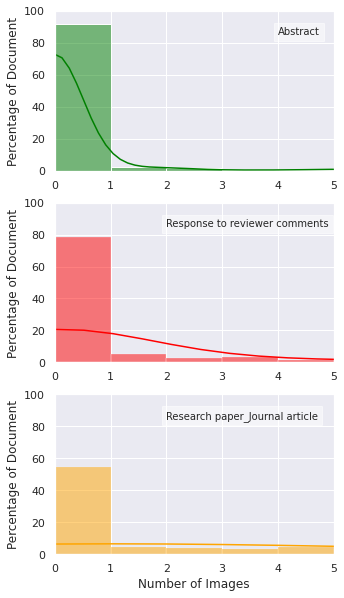 100
Abstract
80
60
40
20
0
Percentage of Document
0 1 2 3 4 5
100
Response to reviewer comments
80
60
40
20
0
Percentage of Document
0 1 2 3 4 5
100
Research paper_Journal article
80
60
40
20
0
Percentage of Document
0 1 2 3 4 5
Number of Images